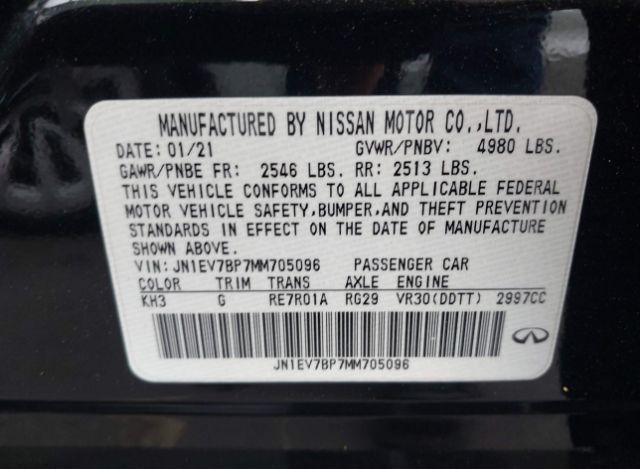 MANUFACTURED BY NISSAN MOTOR CO.,LTD.
DATE: 01/21 GVWR/PNBV: 4980 LBS.
GAWR/PNBE FR: 2546 LBS. RR: 2513 LBS.
THIS VEHICLE CONFORMS TO ALL APPLICABLE FEDERAL
MOTOR VEHICLE SAFETY,BUMPER,AND THEFT PREVENTION
STANDARDS IN EFFECT ON THE DATE OF MANUFACTURE
SHOWN ABOVE.
VIN: JN1EV7BP7MM705096 PASSENGER CAR
COLOR TRIM TRANS AXLE ENGINE
KH3 G RE7R01A RG29 VR30(DDTT) 2997CC
JN1EV7BP7MM705096